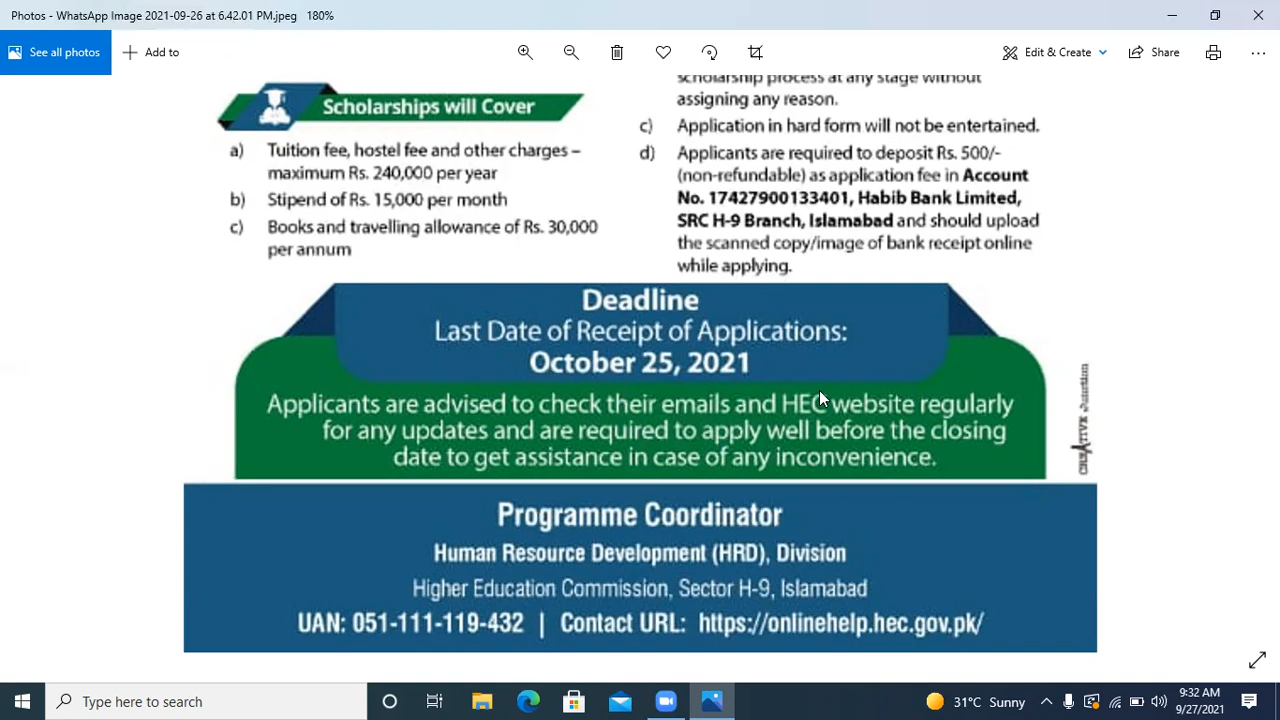 Photos - WhatsApp Image 2021-09-26 at 6.42.01 PM.jpeg 180%
See all photos
Add to
Edit & Create
Share
Scholarships will Cover
a) Tuition fee, hostel fee and other charges –
maximum Rs. 240,000 per year
b) Stipend of Rs. 15,000 per month
c) Books and travelling allowance of Rs. 30,000
per annum
scholarship process at any stage without
assigning any reason.
c) Application in hard form will not be entertained.
d) Applicants are required to deposit Rs. 500/-
(non-refundable) as application fee in Account
No. 17427900133401, Habib Bank Limited,
SRC H-9 Branch, Islamabad and should upload
the scanned copy/image of bank receipt online
while applying.
Deadline
Last Date of Receipt of Applications:
October 25, 2021
Applicants are advised to check their emails and HEC website regularly
for any updates and are required to apply well before the closing
date to get assistance in case of any inconvenience.
CREATIVE Junction
Programme Coordinator
Human Resource Development (HRD), Division
Higher Education Commission, Sector H-9, Islamabad
UAN: 051-111-119-432 | Contact URL: https://onlinehelp.hec.gov.pk/
Type here to search
31°C Sunny
9:32 AM
9/27/2021